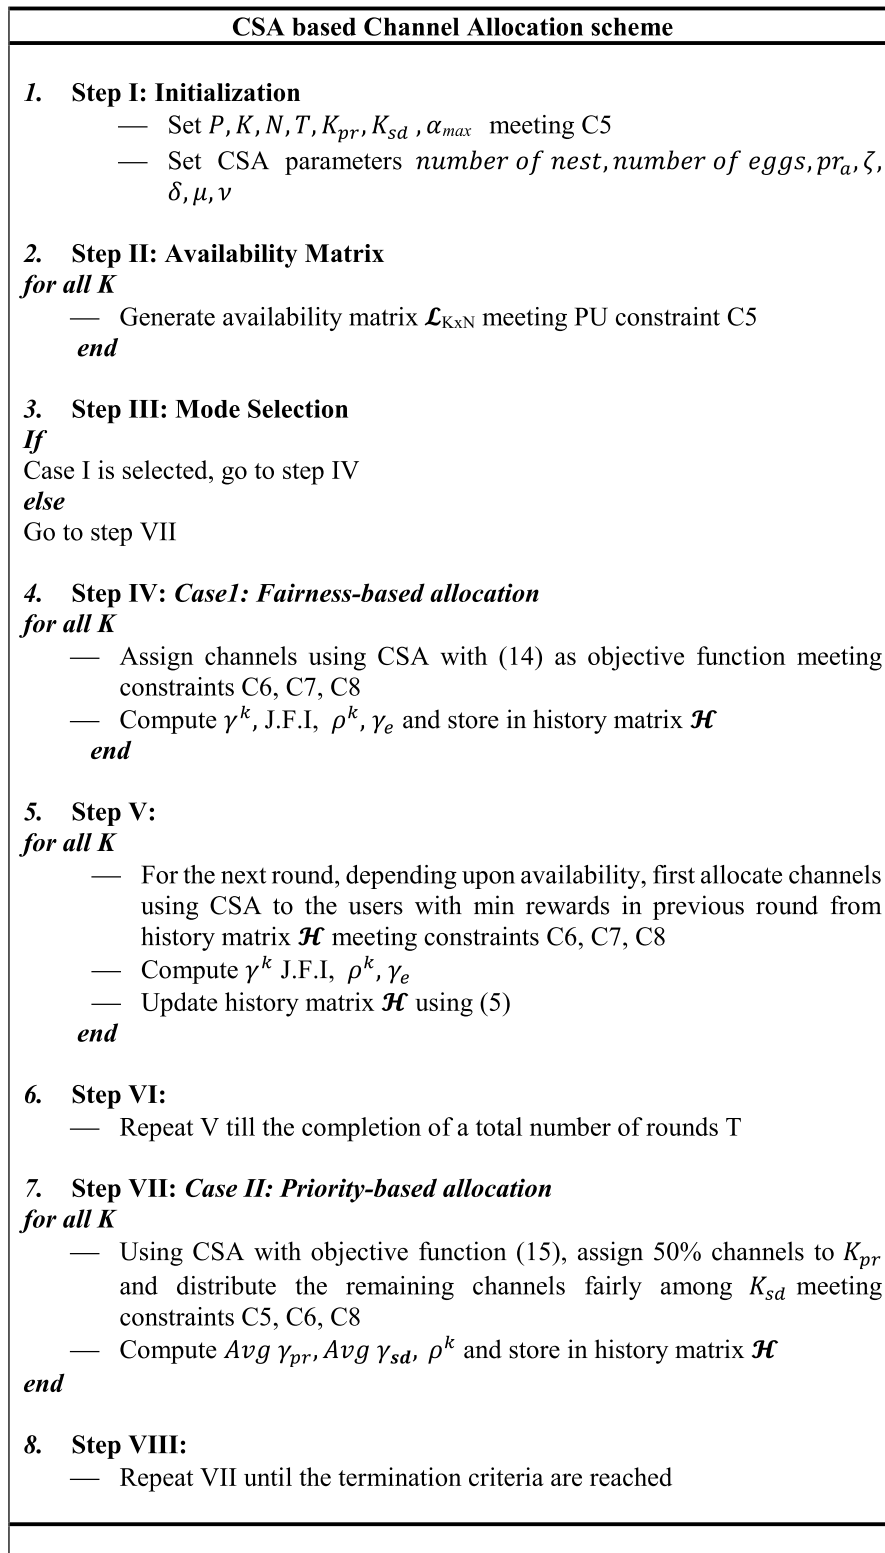 CSA based Channel Allocation scheme
1. Step I: Initialization
— Set P, K, N, T, K_pr, K_sd , α_max meeting C5
— Set CSA parameters number of nest, number of eggs, pr_a, ζ,
δ, μ, ν
2. Step II: Availability Matrix
for all K
— Generate availability matrix 𝓛_KxN meeting PU constraint C5
end
3. Step III: Mode Selection
If
Case I is selected, go to step IV
else
Go to step VII
4. Step IV: Case1: Fairness-based allocation
for all K
— Assign channels using CSA with (14) as objective function meeting
constraints C6, C7, C8
— Compute γ^k, J.F.I, ρ^k, γ_e and store in history matrix 𝓗
end
5. Step V:
for all K
— For the next round, depending upon availability, first allocate channels
using CSA to the users with min rewards in previous round from
history matrix 𝓗 meeting constraints C6, C7, C8
— Compute γ^k J.F.I, ρ^k, γ_e
— Update history matrix 𝓗 using (5)
end
6. Step VI:
— Repeat V till the completion of a total number of rounds T
7. Step VII: Case II: Priority-based allocation
for all K
— Using CSA with objective function (15), assign 50% channels to K_pr
and distribute the remaining channels fairly among K_sd meeting
constraints C5, C6, C8
— Compute Avg γ_pr, Avg γ_sd, ρ^k and store in history matrix 𝓗
end
8. Step VIII:
— Repeat VII until the termination criteria are reached